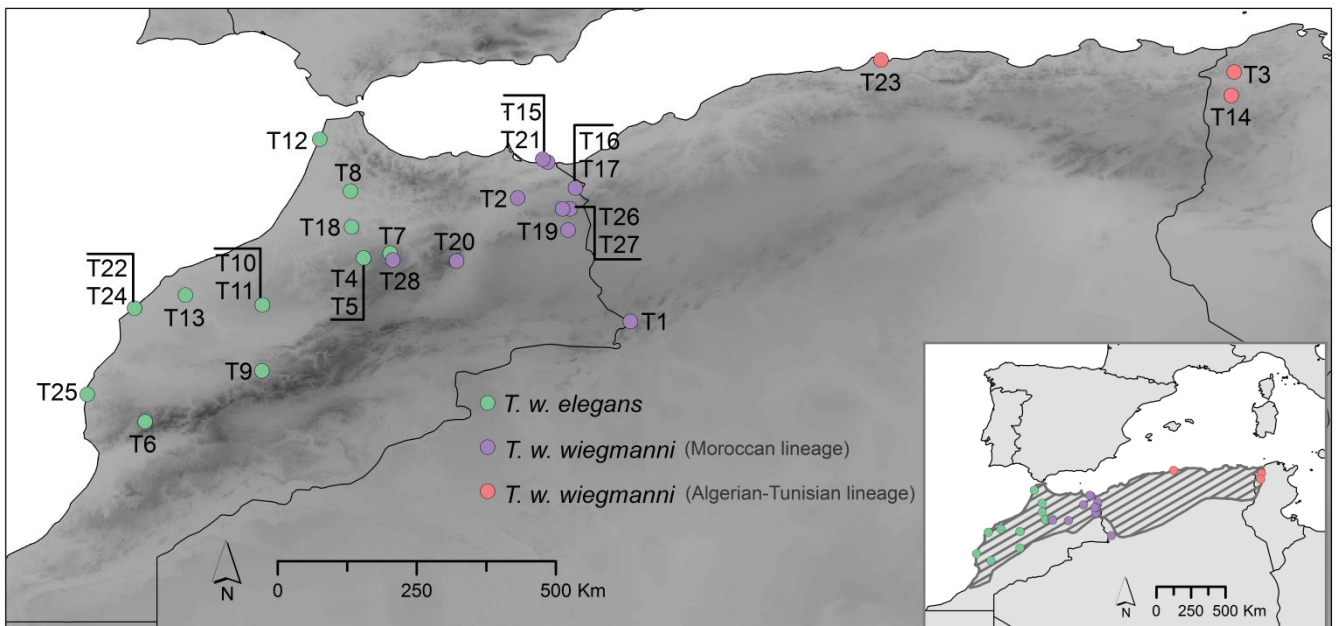 T23
T3
T14
T15
T21
T16
T17
T12
T8
T2
T26
T27
T18
T19
T7
T20
T28
T4
T5
T10
T11
T22
T24
T13
T1
T9
T25
T6
T. w. elegans
T. w. wiegmanni (Moroccan lineage)
T. w. wiegmanni (Algerian-Tunisian lineage)
N
0 250 500 Km
N
0 250 500 Km